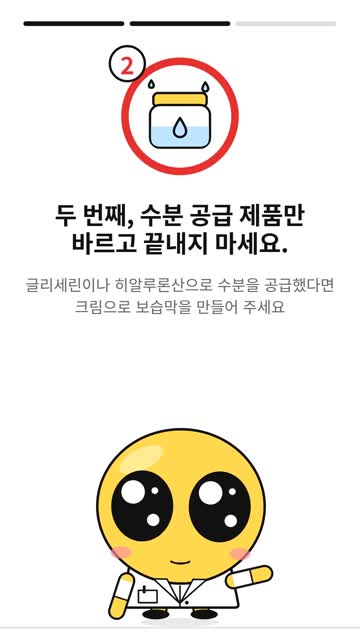 2
두 번째, 수분 공급 제품만
바르고 끝내지 마세요.
글리세린이나 히알루론산으로 수분을 공급했다면
크림으로 보습막을 만들어 주세요